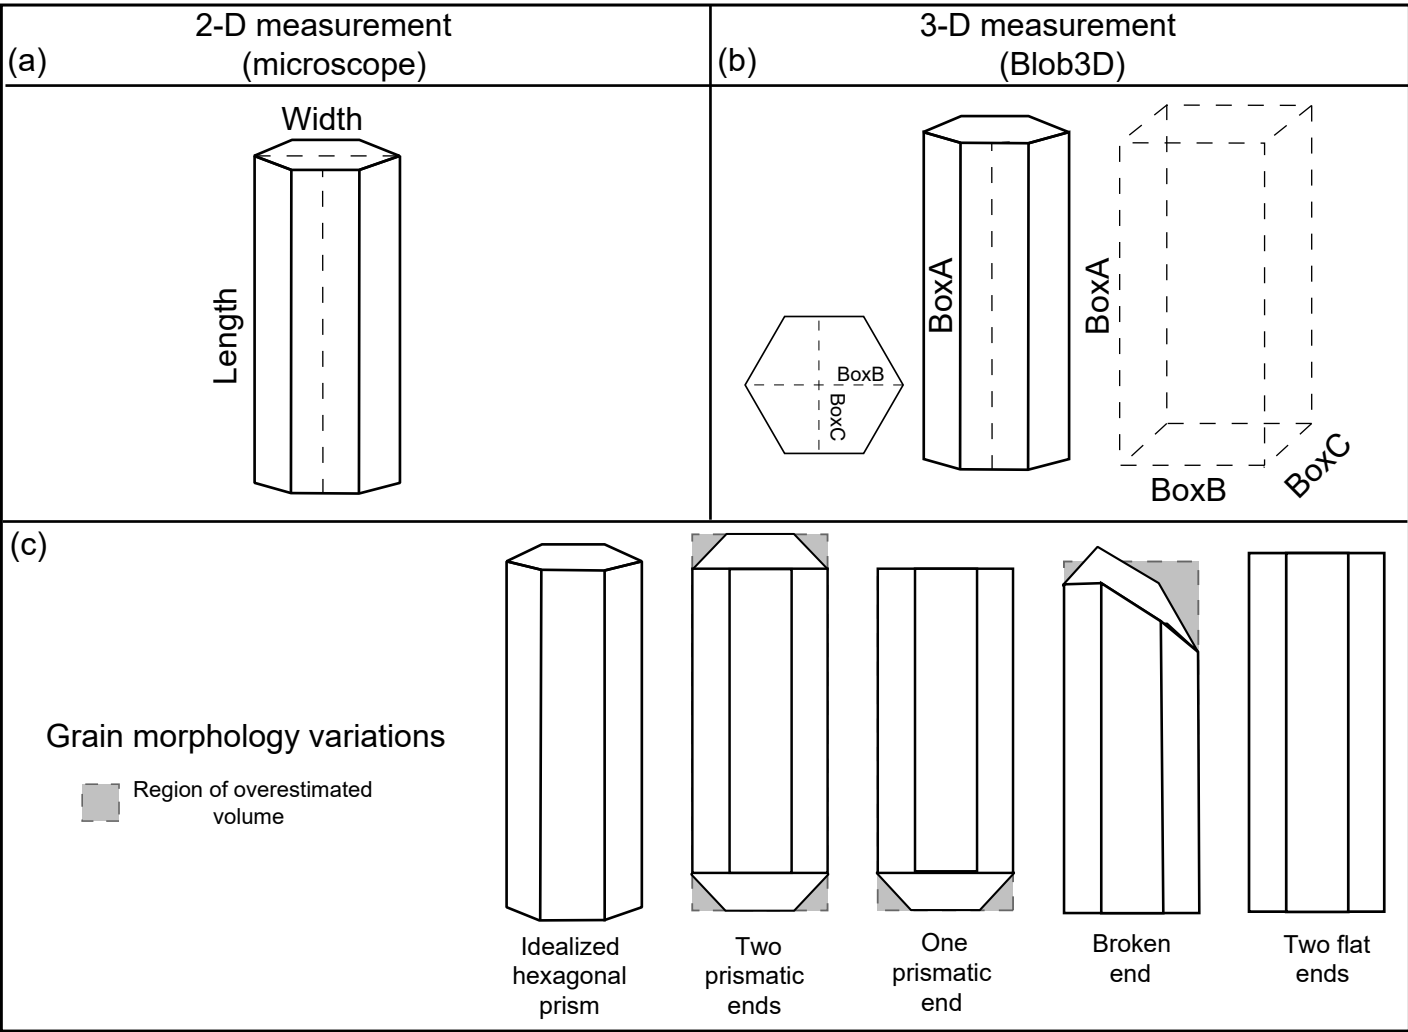 2-D measurement
(microscope)
(a)
3-D measurement
(Blob3D)
(b)
Width
Length
BoxB
BoxC
BoxA
BoxA
BoxB
BoxC
(c)
Grain morphology variations
Region of overestimated
volume
Idealized
hexagonal
prism
Two
prismatic
ends
One
prismatic
end
Broken
end
Two flat
ends